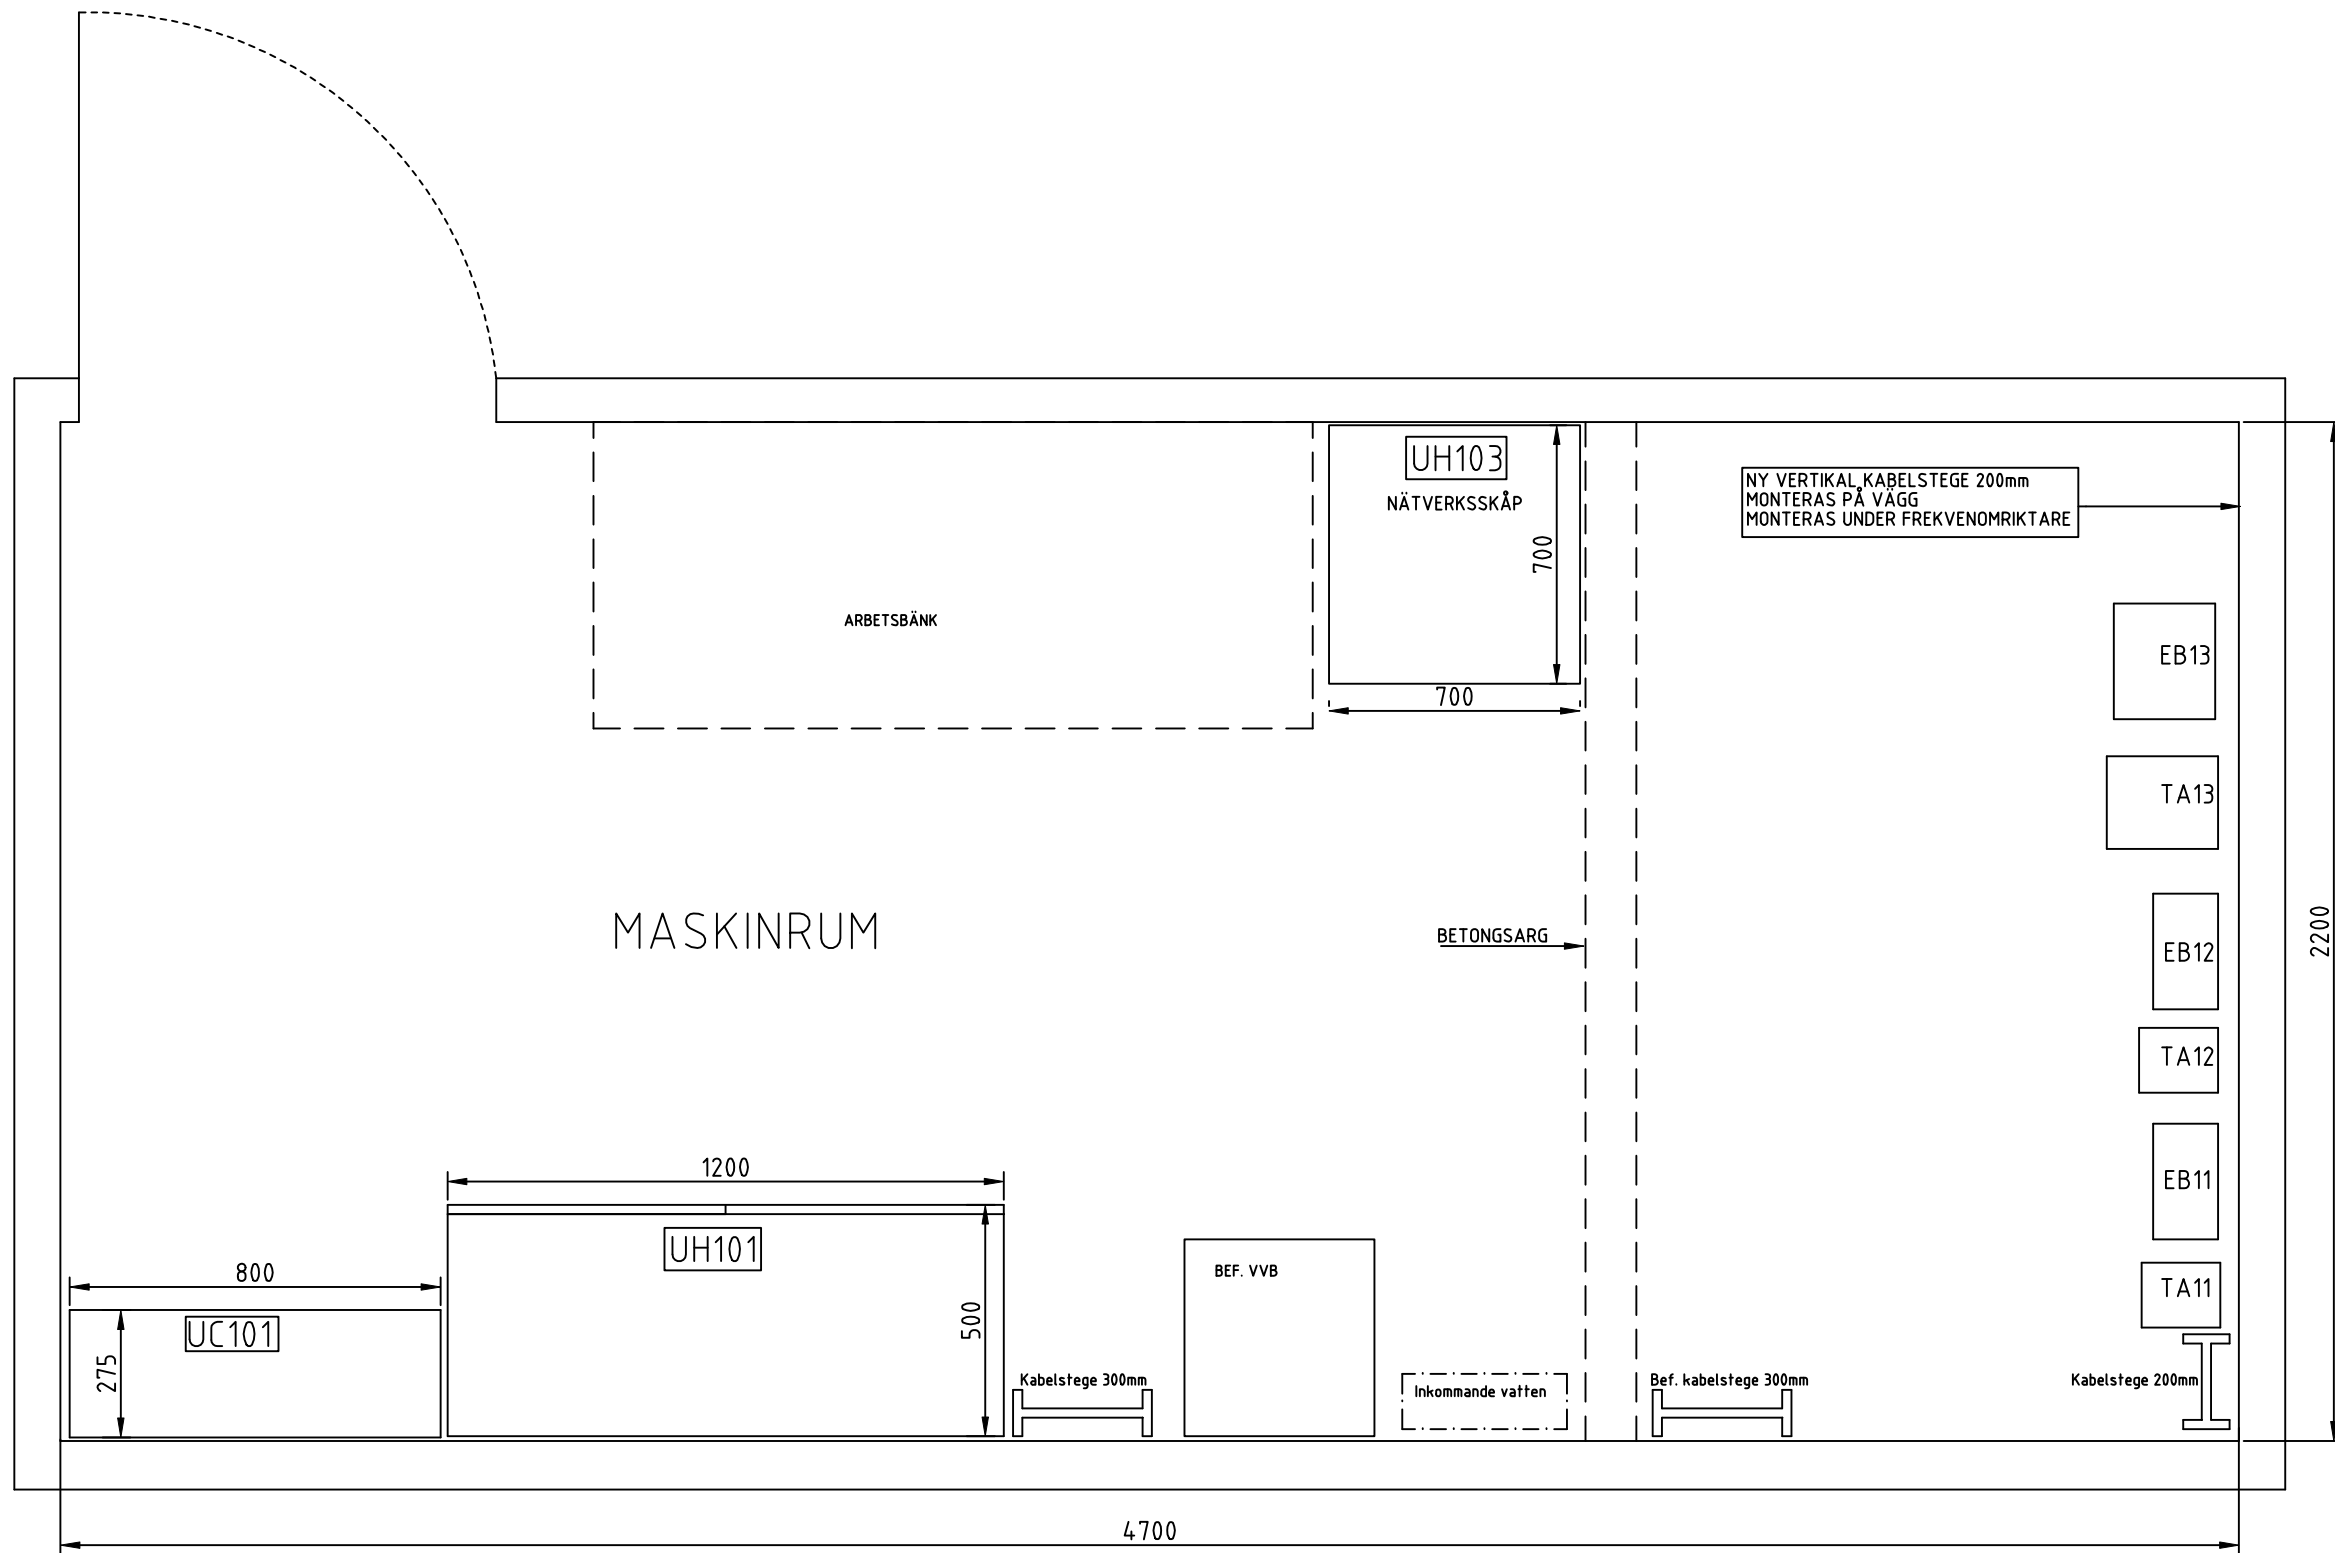 UH103
NÄTVERKSSKÅP
700
700
NY VERTIKAL KABELSTEGE 200mm
MONTERAS PÅ VÄGG
MONTERAS UNDER FREKVENOMRIKTARE
ARBETSBÄNK
EB13
TA13
MASKINRUM
BETONGSARG
EB12
2200
TA12
1200
EB11
UH101
500
800
BEF. VVB
TA11
UC101
275
Kabelstege 300mm
Inkommande vatten
Bef. kabelstege 300mm
Kabelstege 200mm
4700